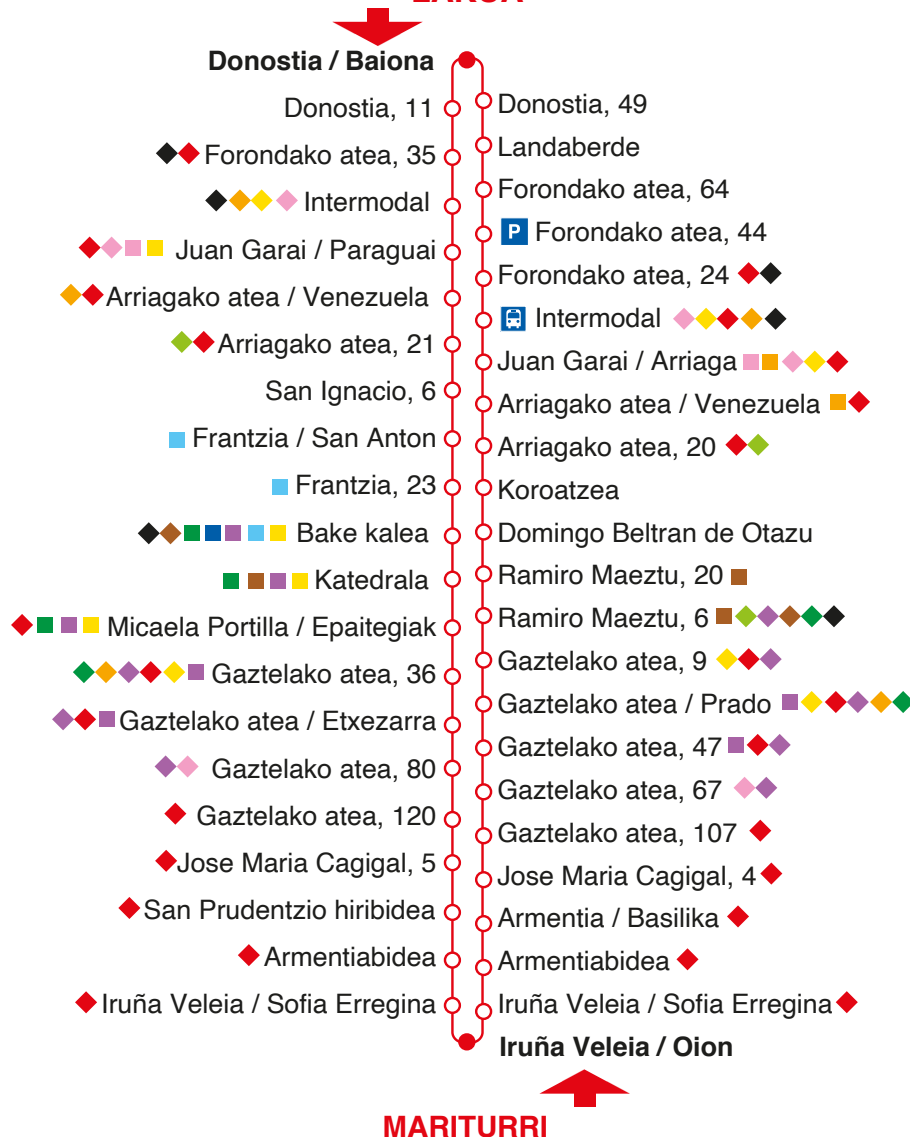 LAKUA
Donostia / Baiona
Donostia, 11
Forondako atea, 35
Intermodal
Juan Garai / Paraguai
Arriagako atea / Venezuela
Arriagako atea, 21
San Ignacio, 6
Frantzia / San Anton
Frantzia, 23
Bake kalea
Katedrala
Micaela Portilla / Epaitegiak
Gaztelako atea, 36
Gaztelako atea / Etxezarra
Gaztelako atea, 80
Gaztelako atea, 120
Jose Maria Cagigal, 5
San Prudentzio hiribidea
Armentiabidea
Iruña Veleia / Sofia Erregina
Donostia, 49
Landaberde
Forondako atea, 64
P Forondako atea, 44
Forondako atea, 24
Intermodal
Juan Garai / Arriaga
Arriagako atea / Venezuela
Arriagako atea, 20
Koroatzea
Domingo Beltran de Otazu
Ramiro Maeztu, 20
Ramiro Maeztu, 6
Gaztelako atea, 9
Gaztelako atea / Prado
Gaztelako atea, 47
Gaztelako atea, 67
Gaztelako atea, 107
Jose Maria Cagigal, 4
Armentia / Basilika
Armentiabidea
Iruña Veleia / Sofia Erregina
Iruña Veleia / Oion
MARITURRI